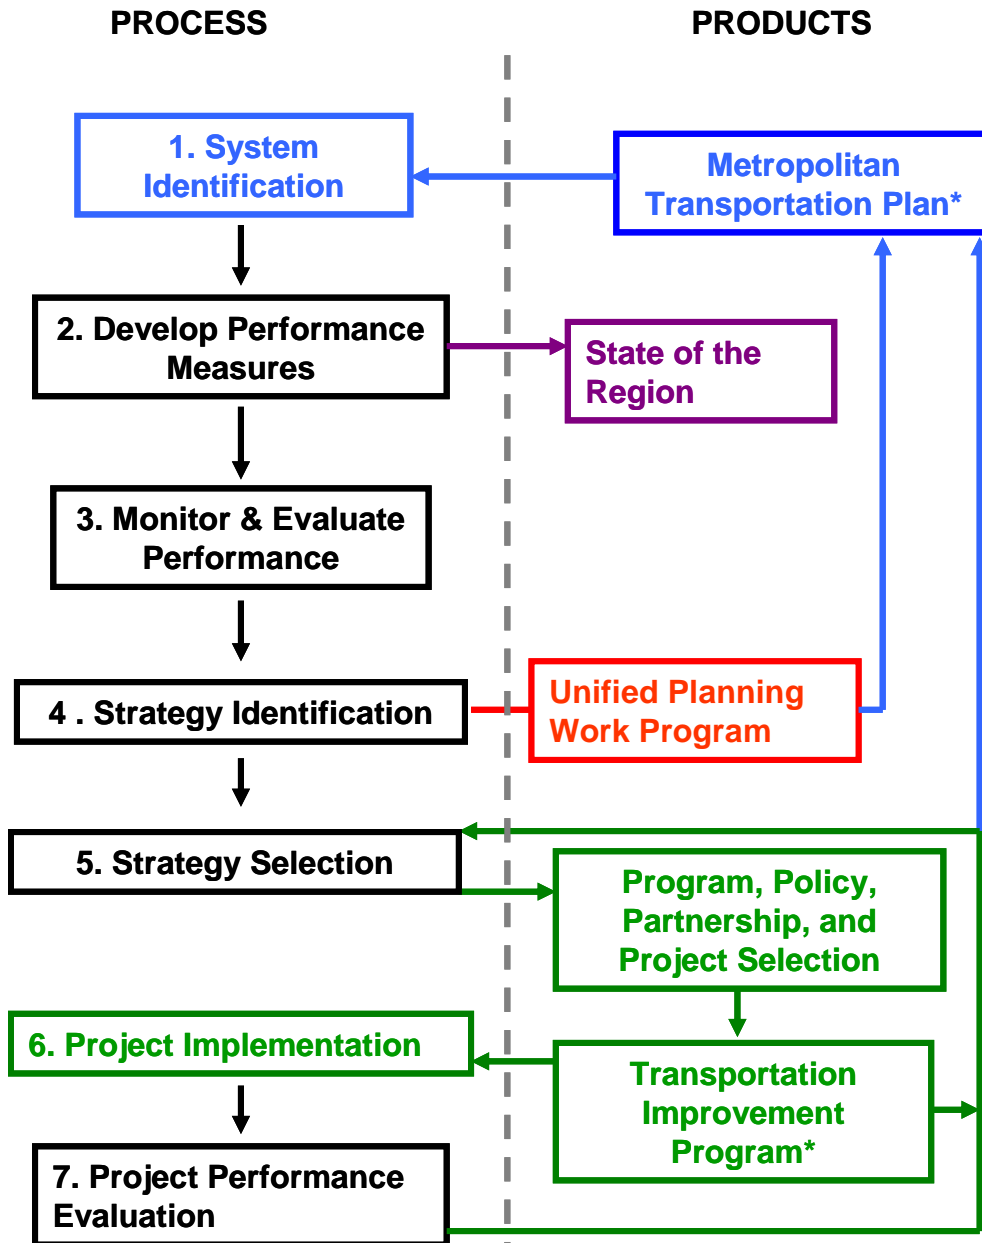 PROCESS
PRODUCTS
1. System
Identification
Metropolitan
Transportation Plan*
2. Develop Performance
Measures
State of the
Region
3. Monitor & Evaluate
Performance
4 . Strategy Identification
Unified Planning
Work Program
5. Strategy Selection
Program, Policy,
Partnership, and
Project Selection
6. Project Implementation
Transportation
Improvement
Program*
7. Project Performance
Evaluation